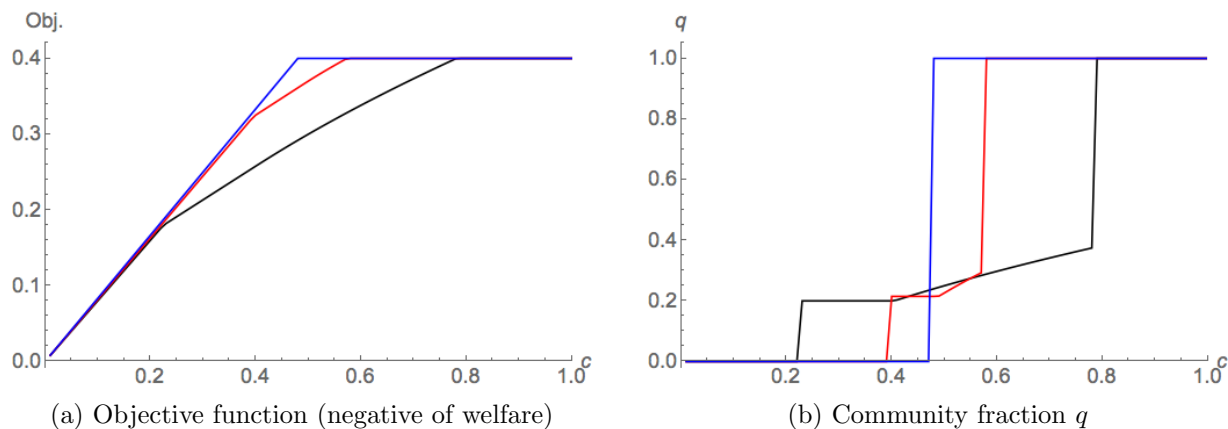 Obj.
0.4
0.3
0.2
0.1
0.0
0.2 0.4 0.6 0.8 1.0
c
(a) Objective function (negative of welfare)
q
1.0
0.8
0.6
0.4
0.2
0.0
0.2 0.4 0.6 0.8 1.0
c
(b) Community fraction q